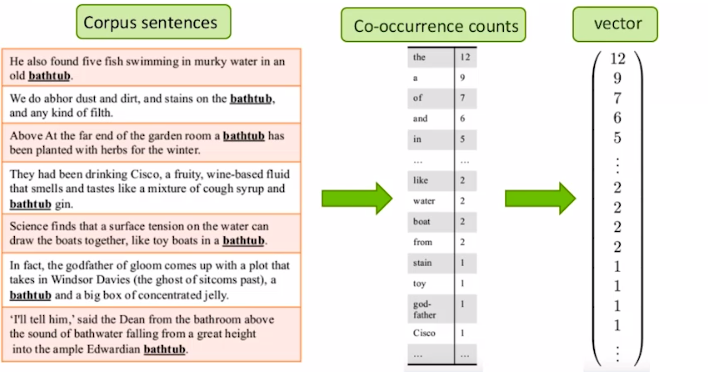 Corpus sentences
Co-occurrence counts
vector
He also found five fish swimming in murky water in an
old bathtub.
We do abhor dust and dirt, and stains on the bathtub,
and any kind of filth.
Above At the far end of the garden room a bathtub has
been planted with herbs for the winter.
They had been drinking Cisco, a fruity, wine-based fluid
that smells and tastes like a mixture of cough syrup and
bathtub gin.
Science finds that a surface tension on the water can
draw the boats together, like toy boats in a bathtub.
In fact, the godfather of gloom comes up with a plot that
takes in Windsor Davies (the ghost of sitcoms past), a
bathtub and a big box of concentrated jelly.
'I'll tell him,' said the Dean from the bathroom above
the sound of bathwater falling from a great height
into the ample Edwardian bathtub.
the 12
a 9
of 7
and 6
in 5
... ...
like 2
water 2
boat 2
from 2
stain 1
toy 1
god-
father 1
Cisco 1
... ...
12
9
7
6
5
⋮
2
2
2
2
1
1
1
1
⋮